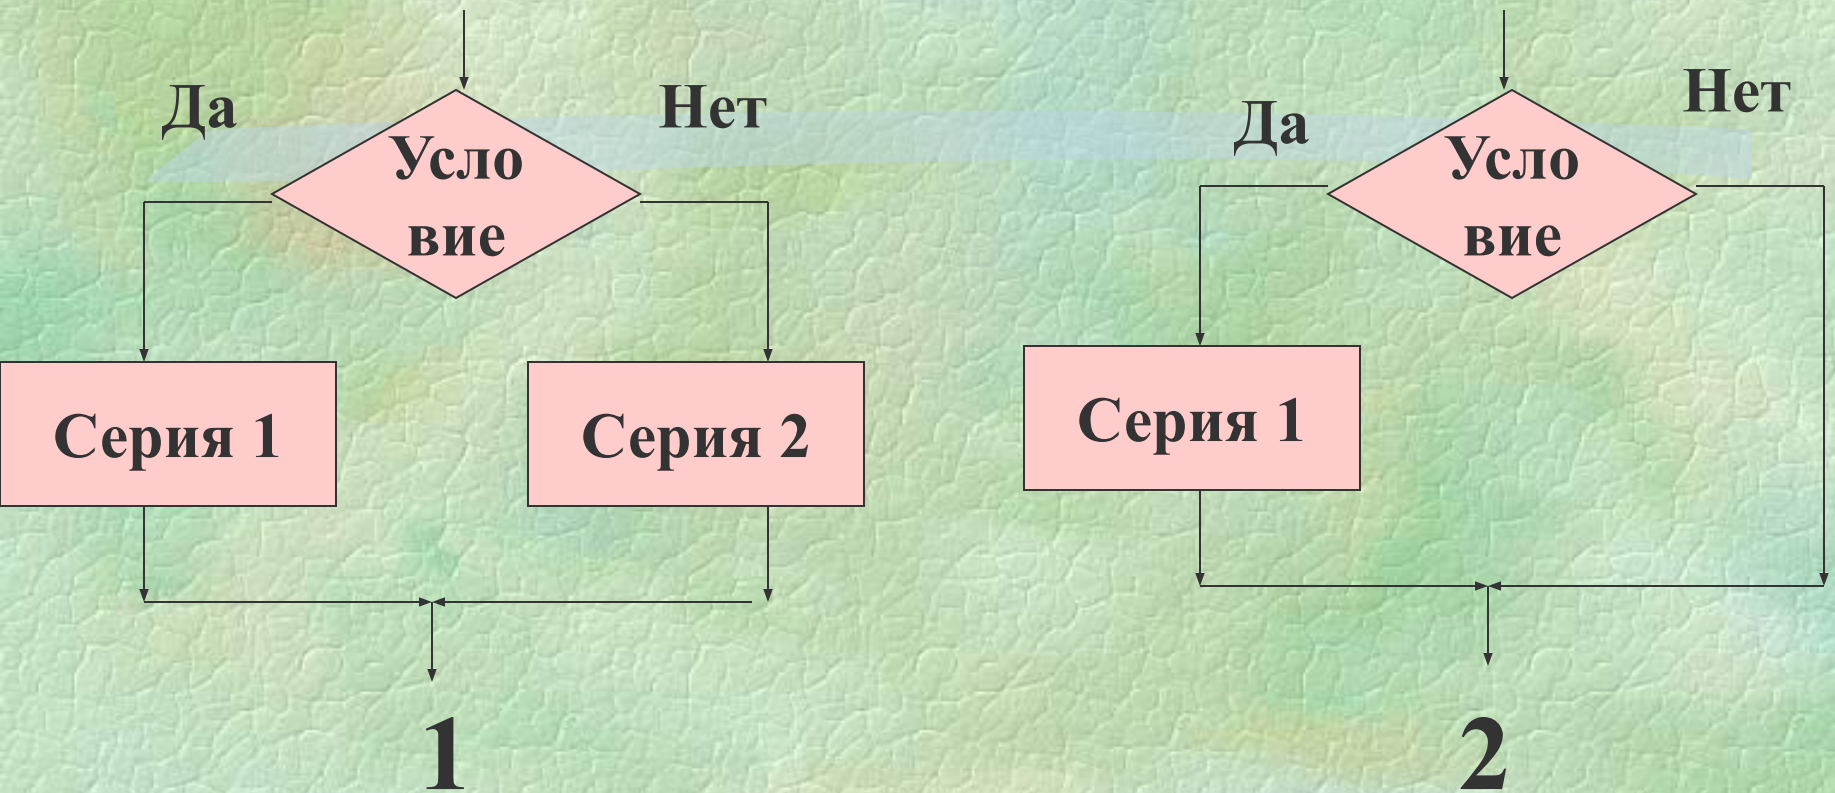 Да
Нет
Усло
вие
Серия 1
Серия 2
1
Да
Нет
Усло
вие
Серия 1
2